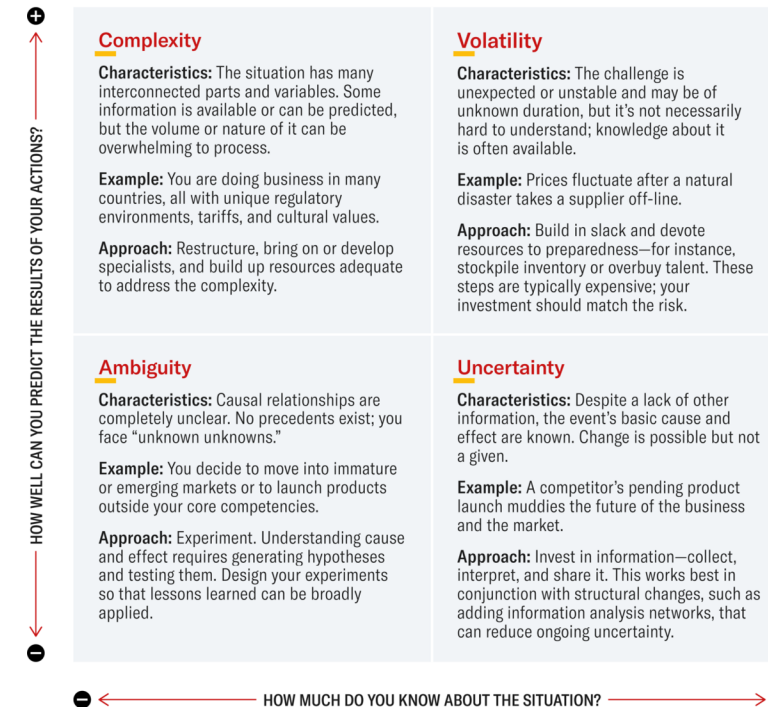 HOW WELL CAN YOU PREDICT THE RESULTS OF YOUR ACTIONS?
Complexity
Characteristics: The situation has many
interconnected parts and variables. Some
information is available or can be predicted,
but the volume or nature of it can be
overwhelming to process.
Example: You are doing business in many
countries, all with unique regulatory
environments, tariffs, and cultural values.
Approach: Restructure, bring on or develop
specialists, and build up resources adequate
to address the complexity.
Volatility
Characteristics: The challenge is
unexpected or unstable and may be of
unknown duration, but it’s not necessarily
hard to understand; knowledge about it
is often available.
Example: Prices fluctuate after a natural
disaster takes a supplier off-line.
Approach: Build in slack and devote
resources to preparedness—for instance,
stockpile inventory or overbuy talent. These
steps are typically expensive; your
investment should match the risk.
Ambiguity
Characteristics: Causal relationships are
completely unclear. No precedents exist; you
face “unknown unknowns.”
Example: You decide to move into immature
or emerging markets or to launch products
outside your core competencies.
Approach: Experiment. Understanding cause
and effect requires generating hypotheses
and testing them. Design your experiments
so that lessons learned can be broadly
applied.
Uncertainty
Characteristics: Despite a lack of other
information, the event’s basic cause and
effect are known. Change is possible but not
a given.
Example: A competitor’s pending product
launch muddies the future of the business
and the market.
Approach: Invest in information—collect,
interpret, and share it. This works best in
conjunction with structural changes, such as
adding information analysis networks, that
can reduce ongoing uncertainty.
HOW MUCH DO YOU KNOW ABOUT THE SITUATION?